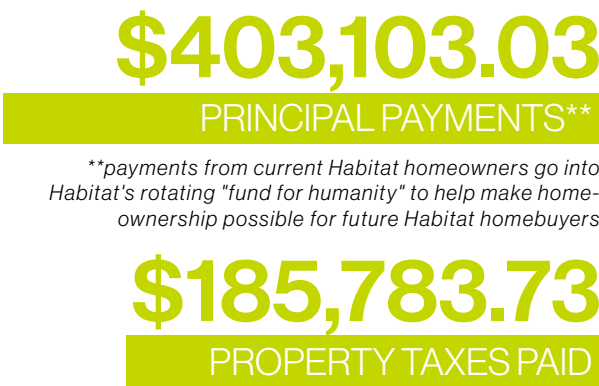 $403,103.03
PRINCIPAL PAYMENTS**
**payments from current Habitat homeowners go into
Habitat's rotating "fund for humanity" to help make home-
ownership possible for future Habitat homebuyers
$185,783.73
PROPERTY TAXES PAID